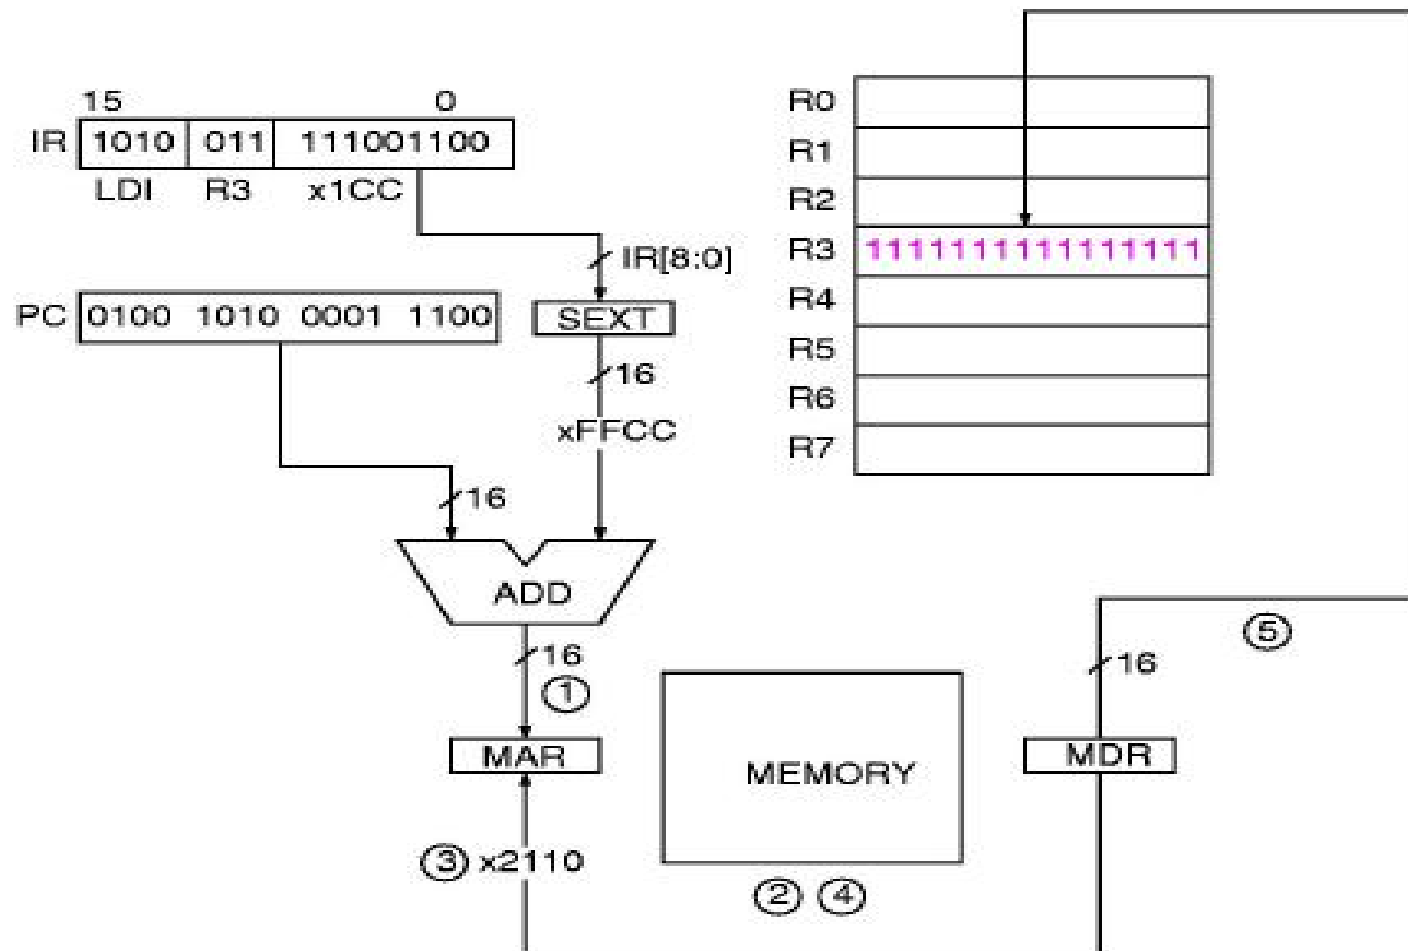 15 0
IR 1010 011 111001100
LDI R3 x1CC
IR[8:0]
PC 0100 1010 0001 1100
SEXT
16
xFFCC
16
ADD
16
1
MAR
3 x2110
MEMORY
2 4
R0
R1
R2
R3 1111111111111111
R4
R5
R6
R7
5
16
MDR